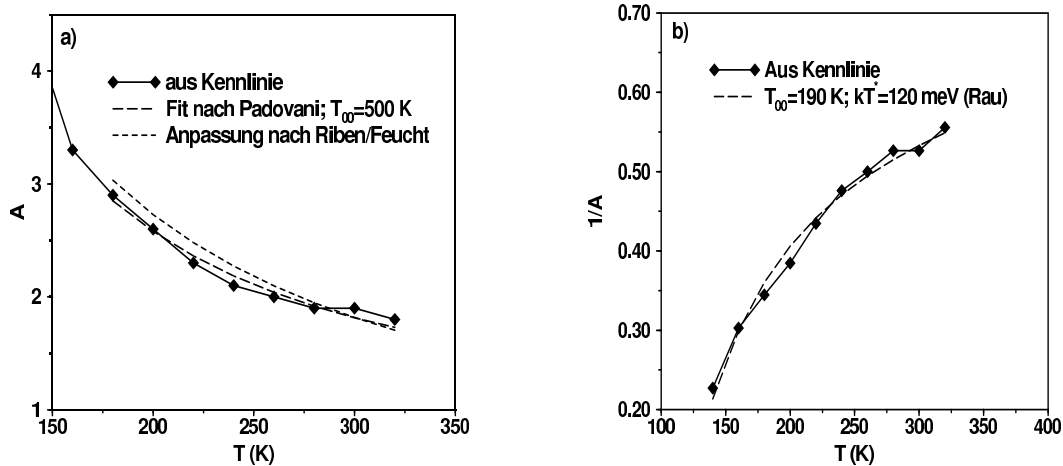 a)
aus Kennlinie
Fit nach Padovani; T₀₀=500 K
Anpassung nach Riben/Feucht
A
4
3
2
1
150
200
250
300
350
T (K)
b)
Aus Kennlinie
T₀₀=190 K; kT*=120 meV (Rau)
1/A
0.70
0.60
0.50
0.40
0.30
0.20
100
150
200
250
300
350
400
T (K)